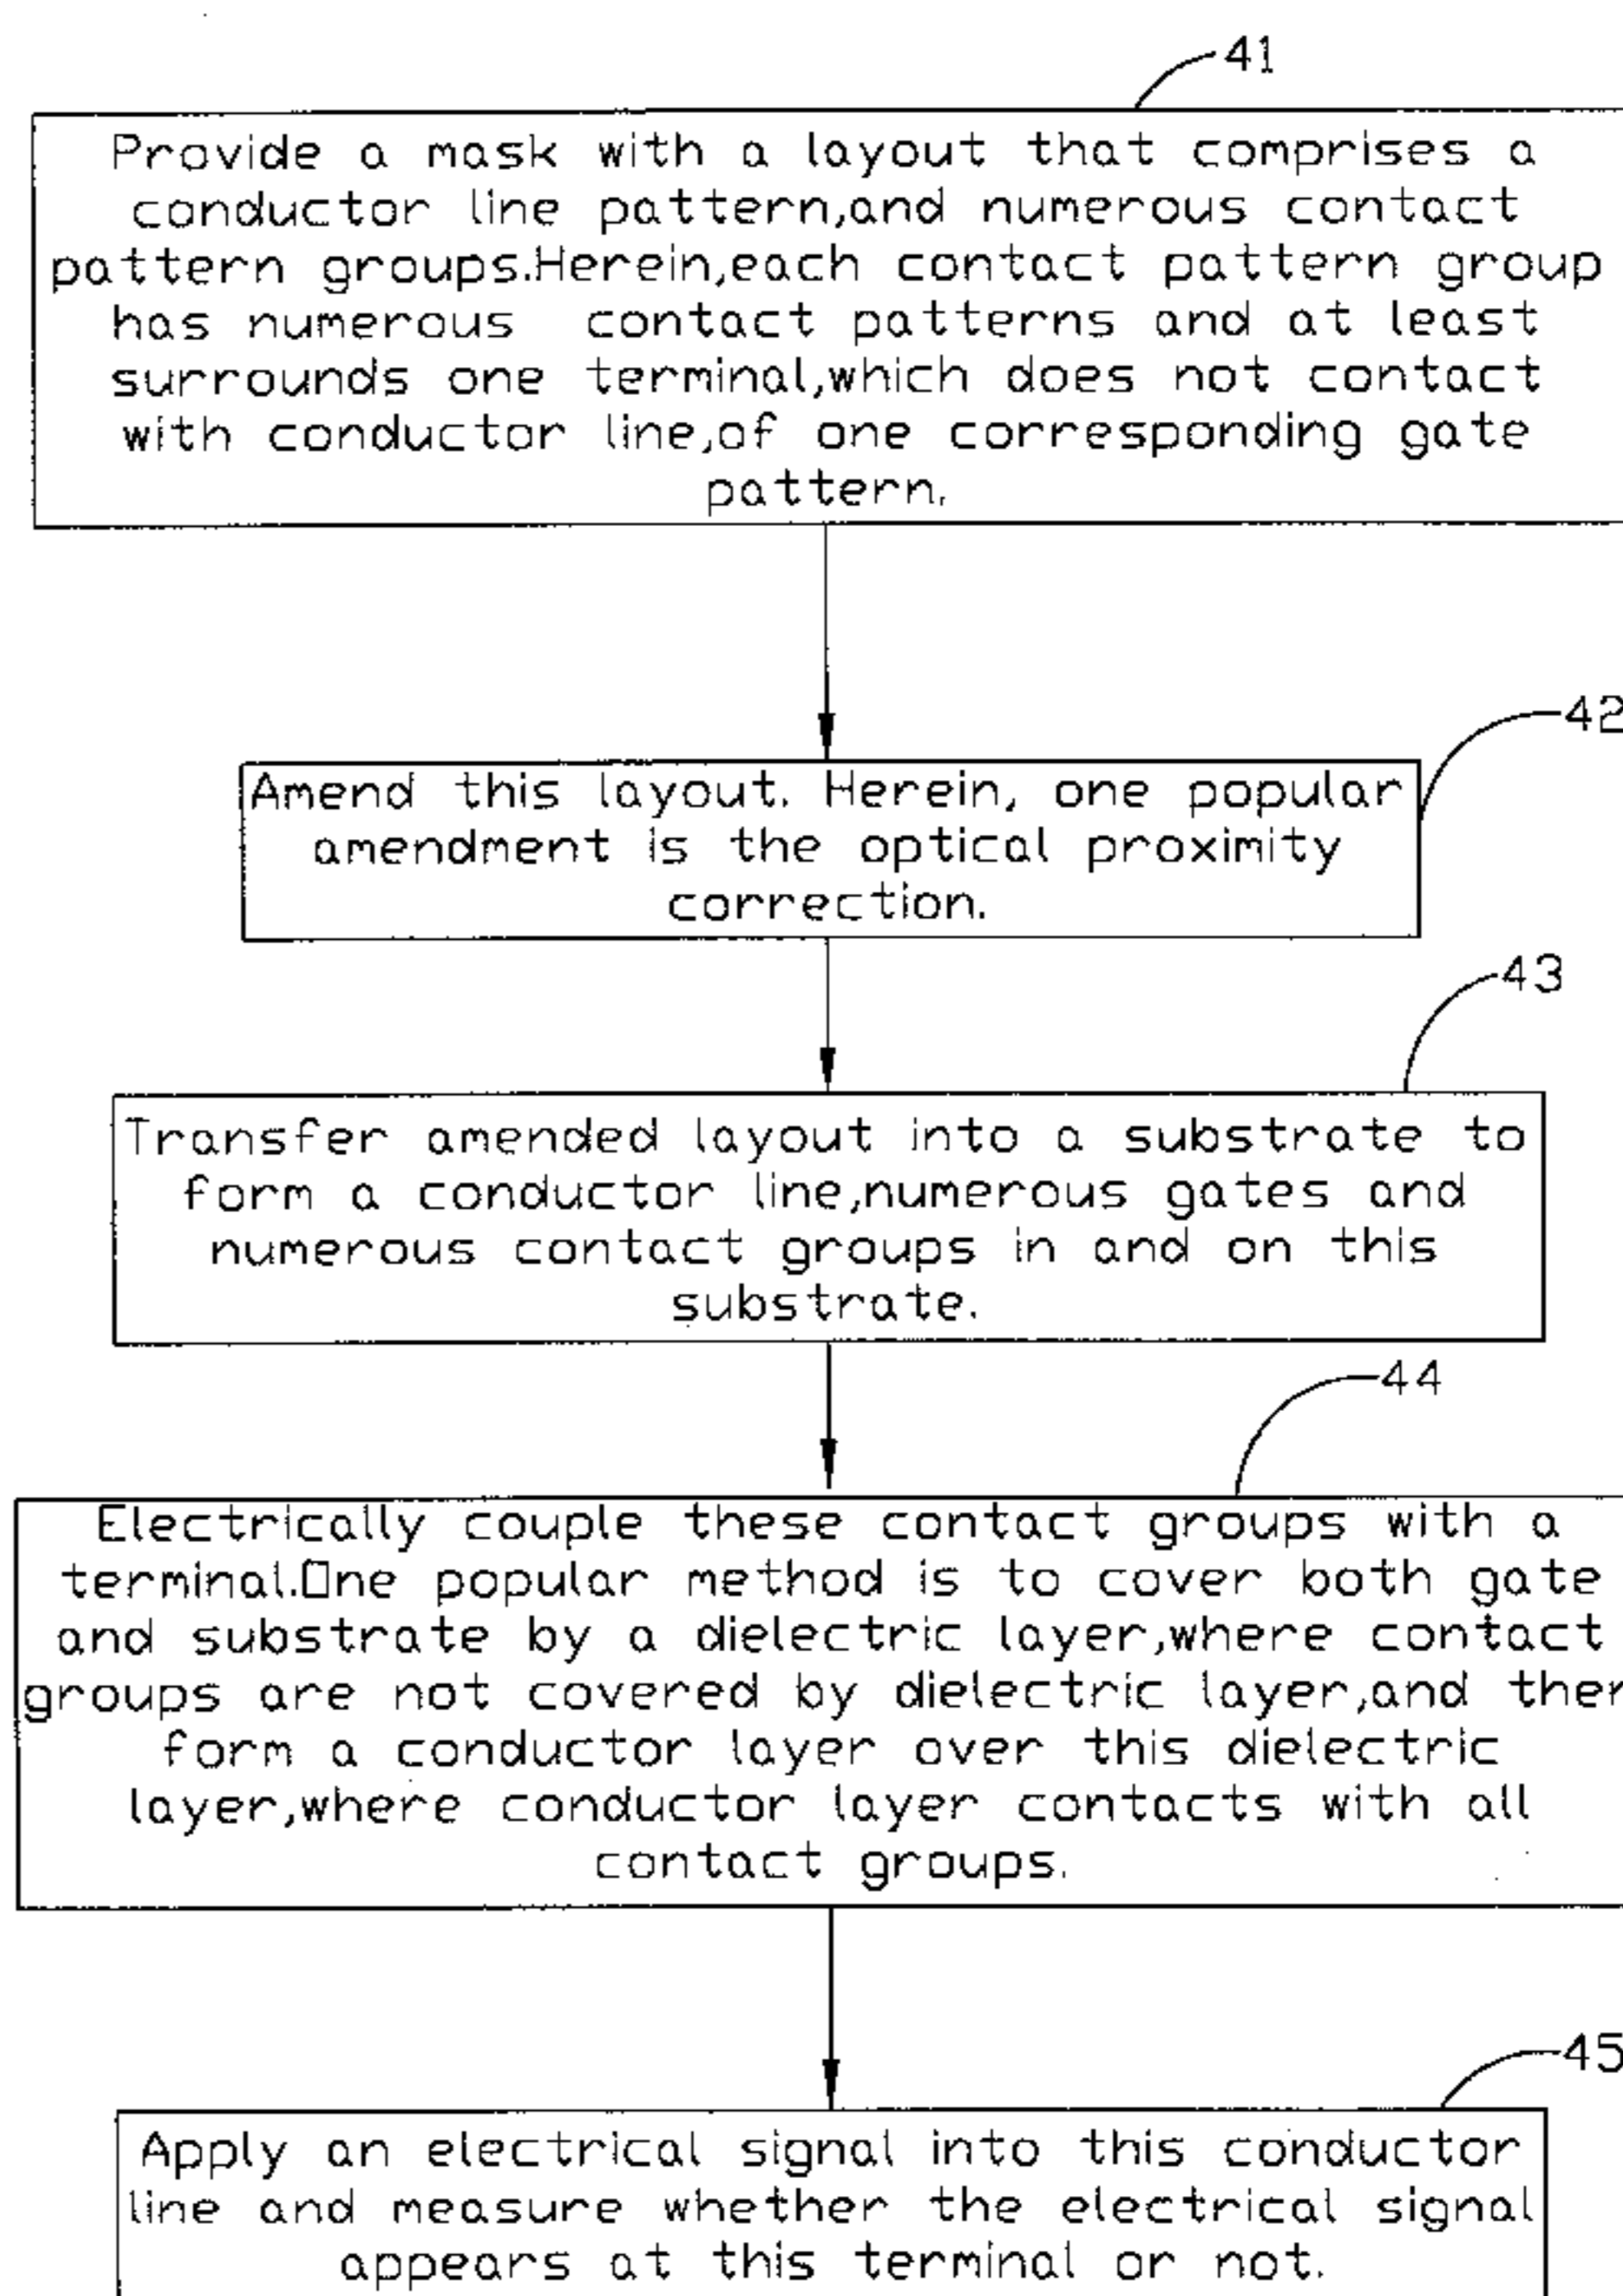 41
Provide a mask with a layout that comprises a
conductor line pattern,and numerous contact
pattern groups.Herein,each contact pattern group
has numerous contact patterns and at least
surrounds one terminal,which does not contact
with conductor line,of one corresponding gate
pattern.
42
Amend this layout. Herein, one popular
amendment is the optical proximity
correction.
43
Transfer amended layout into a substrate to
form a conductor line,numerous gates and
numerous contact groups in and on this
substrate.
44
Electrically couple these contact groups with a
terminal.One popular method is to cover both gate
and substrate by a dielectric layer,where contact
groups are not covered by dielectric layer,and then
form a conductor layer over this dielectric
layer,where conductor layer contacts with all
contact groups.
45
Apply an electrical signal into this conductor
line and measure whether the electrical signal
appears at this terminal or not.